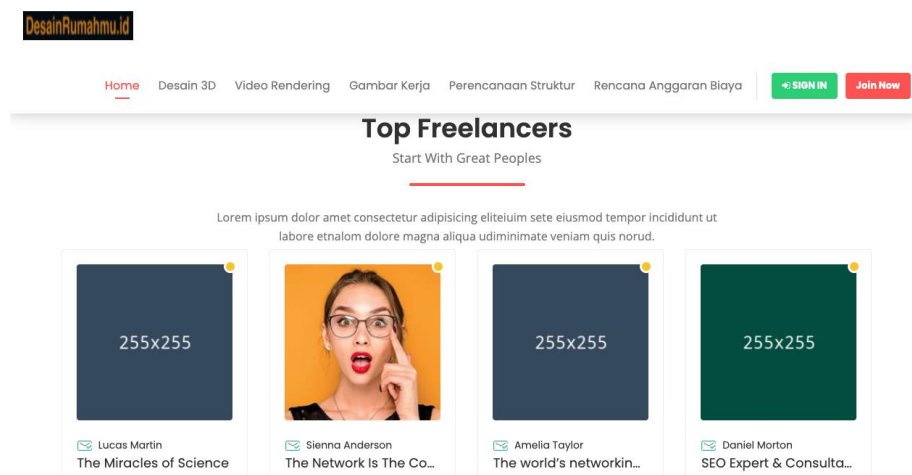 DesainRumahmu.id
Home Desain 3D Video Rendering Gambar Kerja Perencanaan Struktur Rencana Anggaran Biaya SIGN IN Join Now
Top Freelancers
Start With Great Peoples
Lorem ipsum dolor amet consectetur adipisicing eliteiuim sete eiusmod tempor incididunt ut
labore etnalom dolore magna aliqua udiminimate veniam quis norud.
255x255 255x255 255x255
Lucas Martin Sienna Anderson Amelia Taylor Daniel Morton
The Miracles of Science The Network Is The Co... The world's networkin... SEO Expert & Consulta...